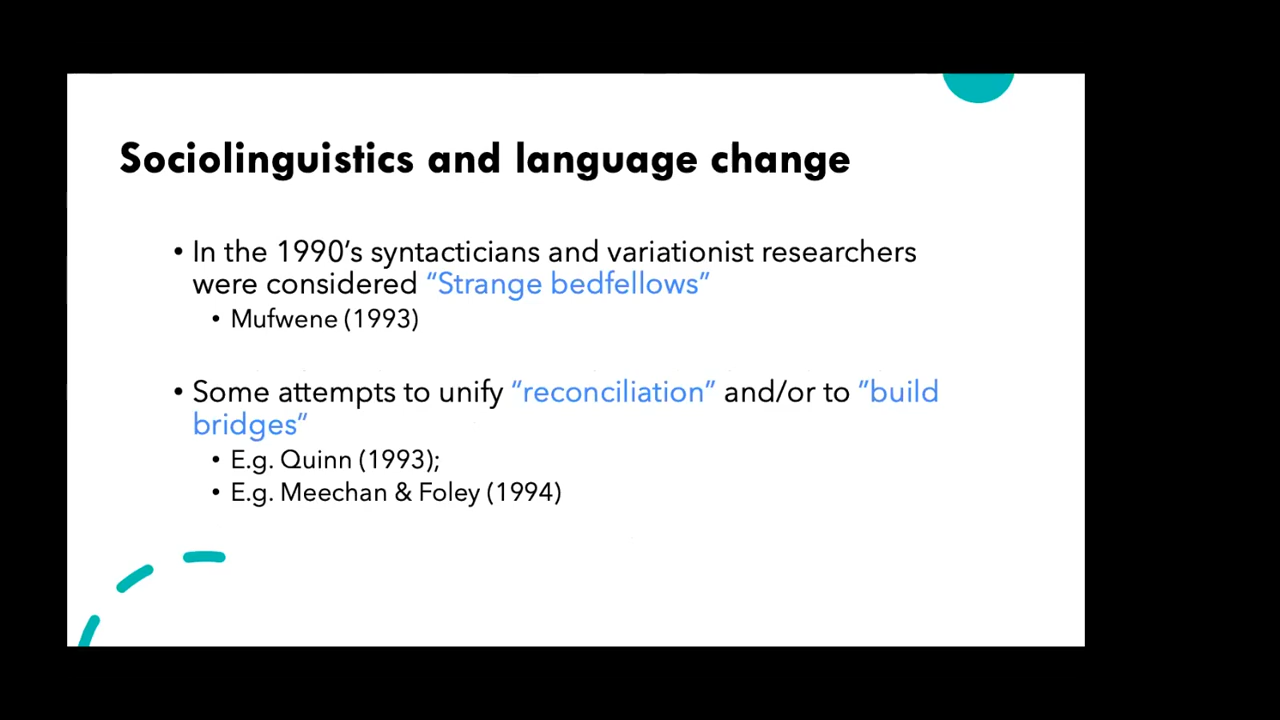 Sociolinguistics and language change
• In the 1990’s syntacticians and variationist researchers
were considered “Strange bedfellows”
• Mufwene (1993)
• Some attempts to unify “reconciliation” and/or to “build
bridges”
• E.g. Quinn (1993);
• E.g. Meechan & Foley (1994)